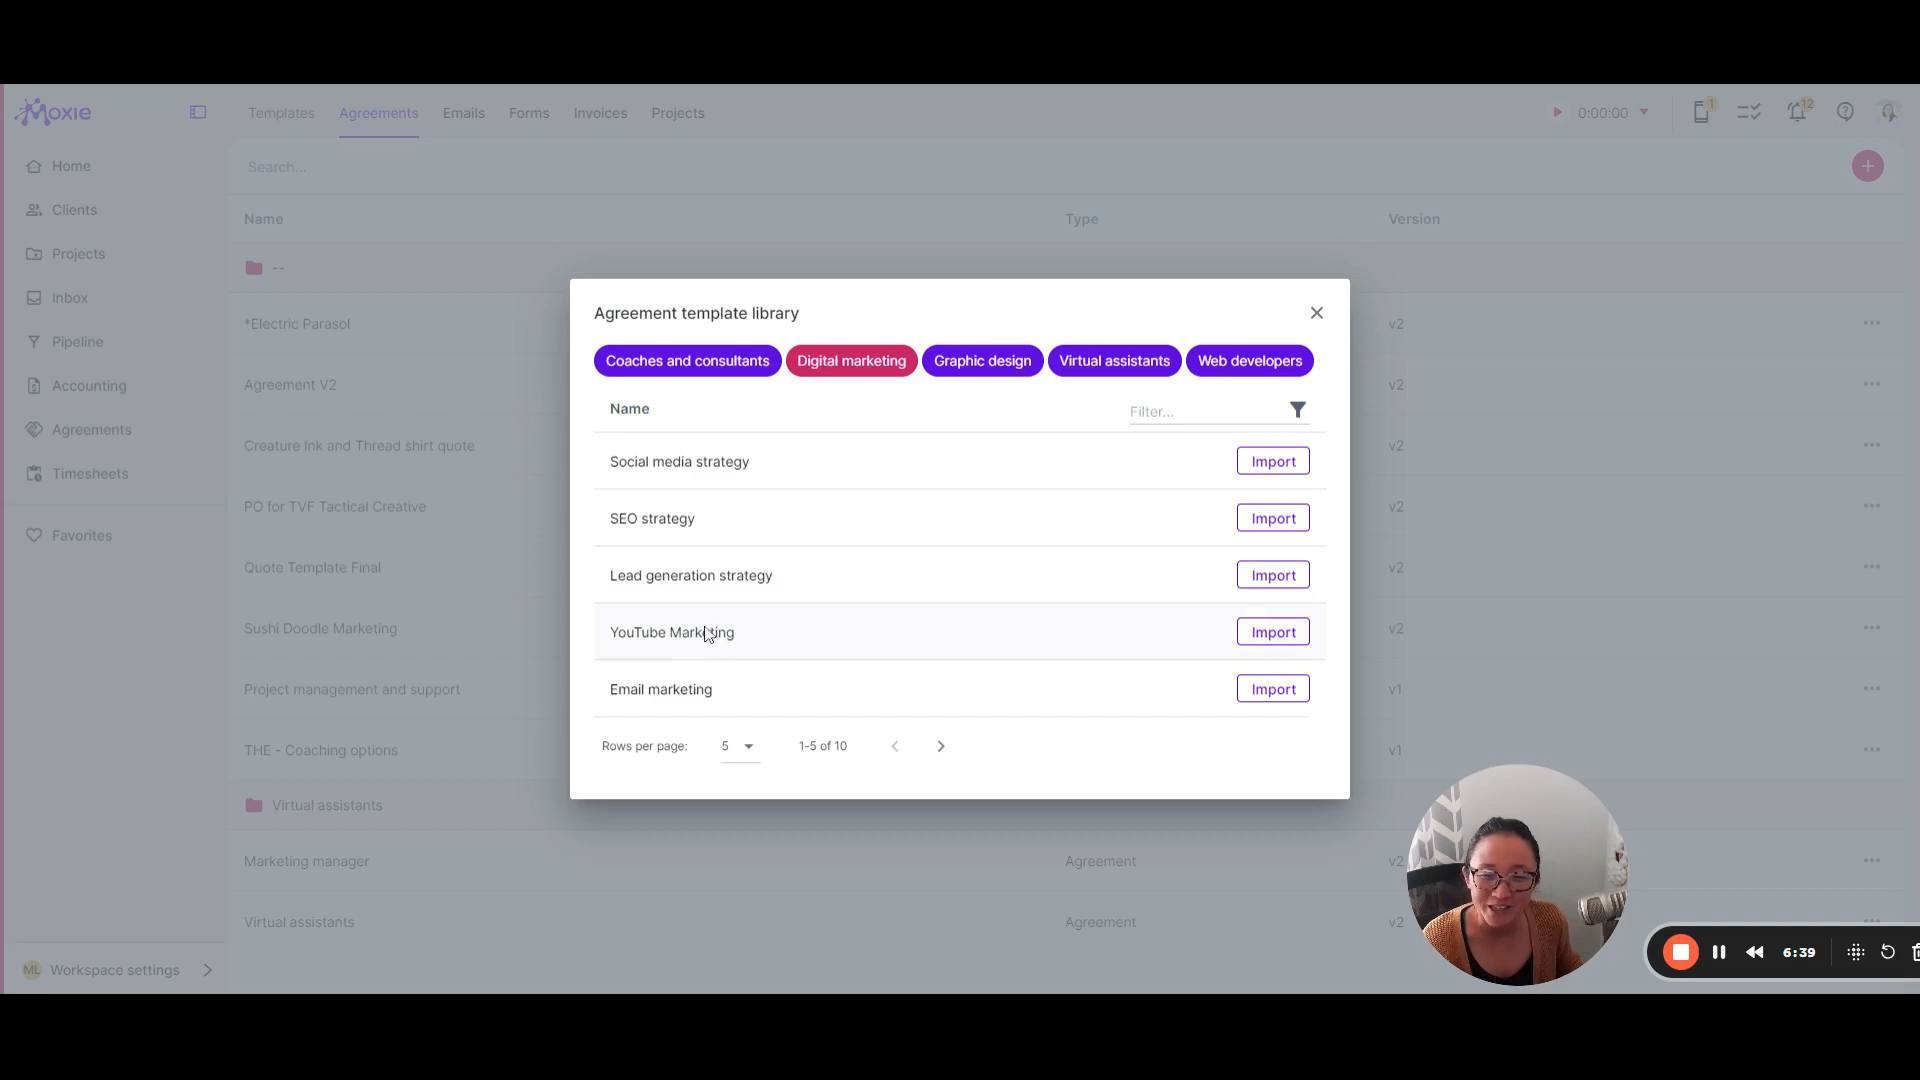 Moxie
Templates Agreements Emails Forms Invoices Projects
0:00:00 1 12
Home
Clients
Projects
Inbox
Pipeline
Accounting
Agreements
Timesheets
Favorites
ML Workspace settings
Search...
Name Type Version
--
*Electric Parasol v2
Agreement V2 v2
Creature Ink and Thread shirt quote v2
PO for TVF Tactical Creative v2
Quote Template Final v2
Sushi Doodle Marketing v2
Project management and support v1
THE - Coaching options v1
Virtual assistants
Marketing manager Agreement v2
Virtual assistants Agreement v2
Agreement template library
Coaches and consultants Digital marketing Graphic design Virtual assistants Web developers
Name Filter...
Social media strategy Import
SEO strategy Import
Lead generation strategy Import
YouTube Marketing Import
Email marketing Import
Rows per page: 5 1-5 of 10
6:39